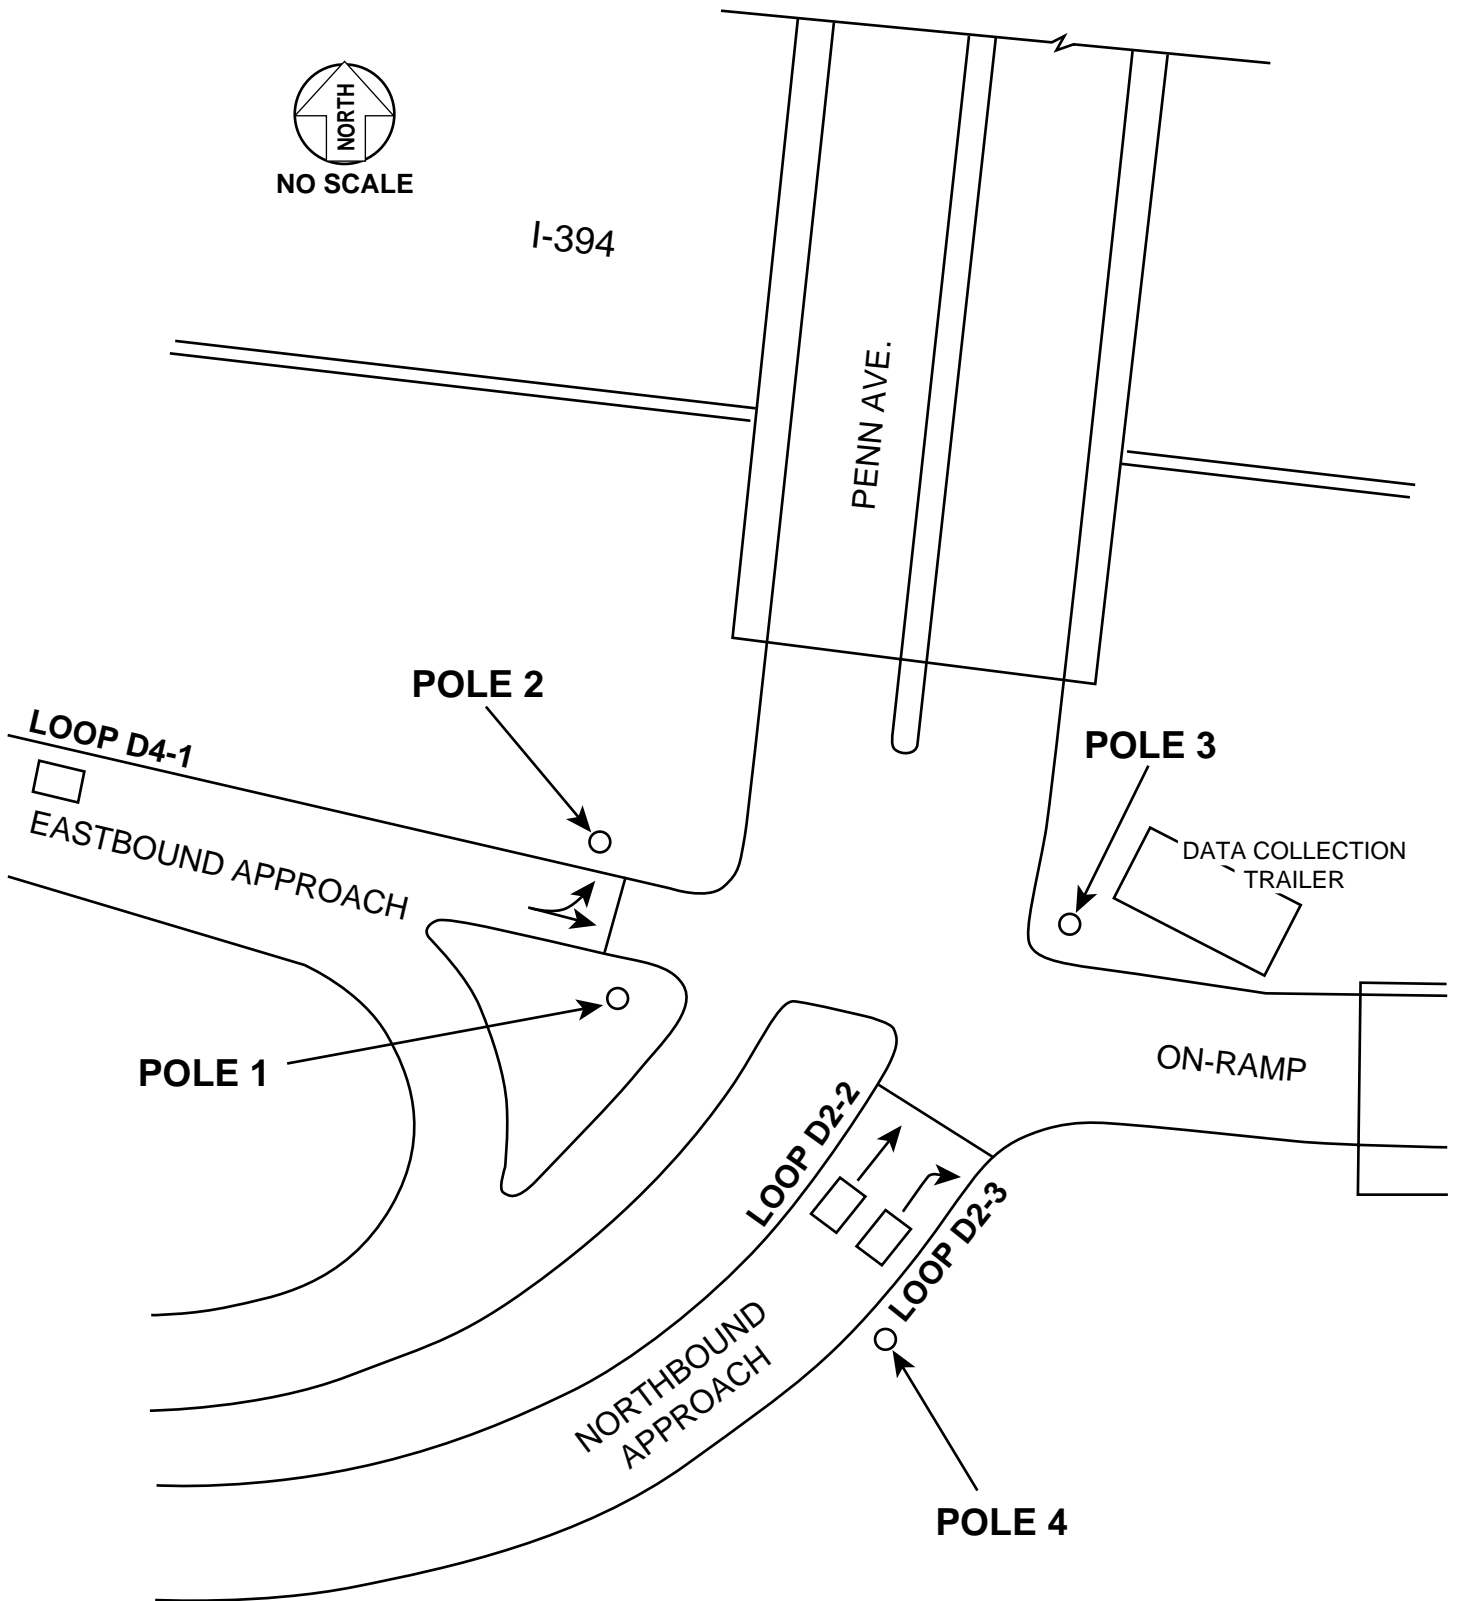 NORTH
NO SCALE
I-394
PENN AVE.
POLE 2
LOOP D4-1
POLE 3
EASTBOUND APPROACH
DATA COLLECTION
TRAILER
POLE 1
ON-RAMP
LOOP D2-2
LOOP D2-3
NORTHBOUND
APPROACH
POLE 4